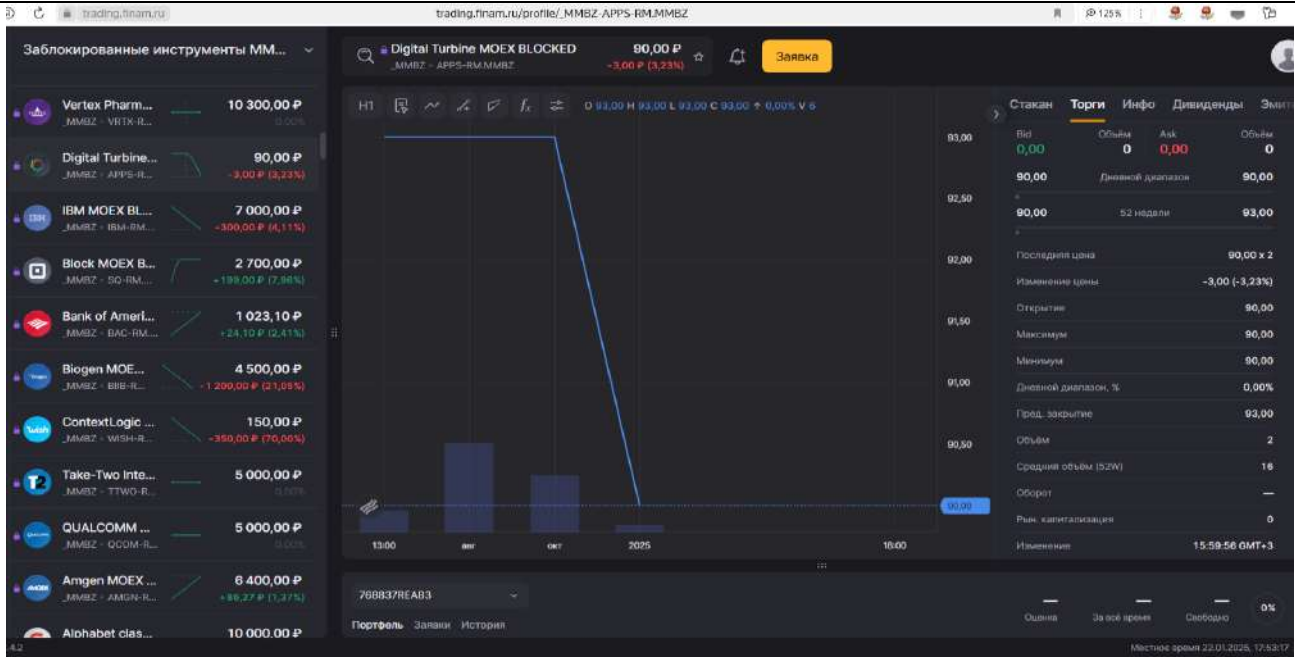 trading.finam.ru
trading.finam.ru/profile/_MMBZ-APPS-RM.MMBZ
125%
Заблокированные инструменты ММ...
Digital Turbine MOEX BLOCKED
_MMBZ - APPS-RM.MMBZ
90,00 ₽
-3,00 ₽ (3,23%)
Заявка
Vertex Pharm...
_MMBZ - VRTX-R...
10 300,00 ₽
0,00%
Digital Turbine...
_MMBZ - APPS-R...
90,00 ₽
-3,00 ₽ (3,23%)
IBM MOEX BL...
_MMBZ - IBM-RM...
7 000,00 ₽
-300,00 ₽ (4,11%)
Block MOEX B...
_MMBZ - SQ-RM....
2 700,00 ₽
+199,00 ₽ (7,96%)
Bank of Ameri...
_MMBZ - BAC-RM....
1 023,10 ₽
+24,10 ₽ (2,41%)
Biogen MOE...
_MMBZ - BIIB-R...
4 500,00 ₽
-1 200,00 ₽ (21,05%)
ContextLogic ...
_MMBZ - WISH-R...
150,00 ₽
-350,00 ₽ (70,00%)
Take-Two Inte...
_MMBZ - TTWO-R...
5 000,00 ₽
0,00%
QUALCOMM ...
_MMBZ - QCOM-R...
5 000,00 ₽
0,00%
Amgen MOEX ...
_MMBZ - AMGN-R...
6 400,00 ₽
+86,27 ₽ (1,37%)
Alphabet clas...
10 000,00 ₽
4.2
H1
O 93,00 H 93,00 L 93,00 C 93,00 0,00% V 6
93,00
92,50
92,00
91,50
91,00
90,50
90,00
13:00 авг окт 2025 18:00
768837REAB3
Портфель Заявки История
Стакан Торги Инфо Дивиденды Эмит
Bid Объём Ask Объём
0,00 0 0,00 0
90,00 Дневной диапазон 90,00
90,00 52 недели 93,00
Последняя цена 90,00 x 2
Изменение цены -3,00 (-3,23%)
Открытие 90,00
Максимум 90,00
Минимум 90,00
Дневной диапазон, % 0,00%
Пред. закрытие 93,00
Объём 2
Средний объём (52W) 16
Оборот —
Рын. капитализация 0
Изменение 15:59:56 GMT+3
— — —
Оценка За всё время Свободно 0%
Местное время 22.01.2025, 17:53:17